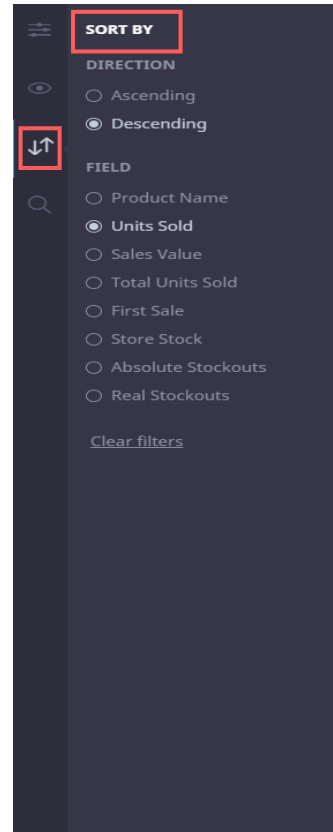 SORT BY
DIRECTION
Ascending
Descending
FIELD
Product Name
Units Sold
Sales Value
Total Units Sold
First Sale
Store Stock
Absolute Stockouts
Real Stockouts
Clear filters